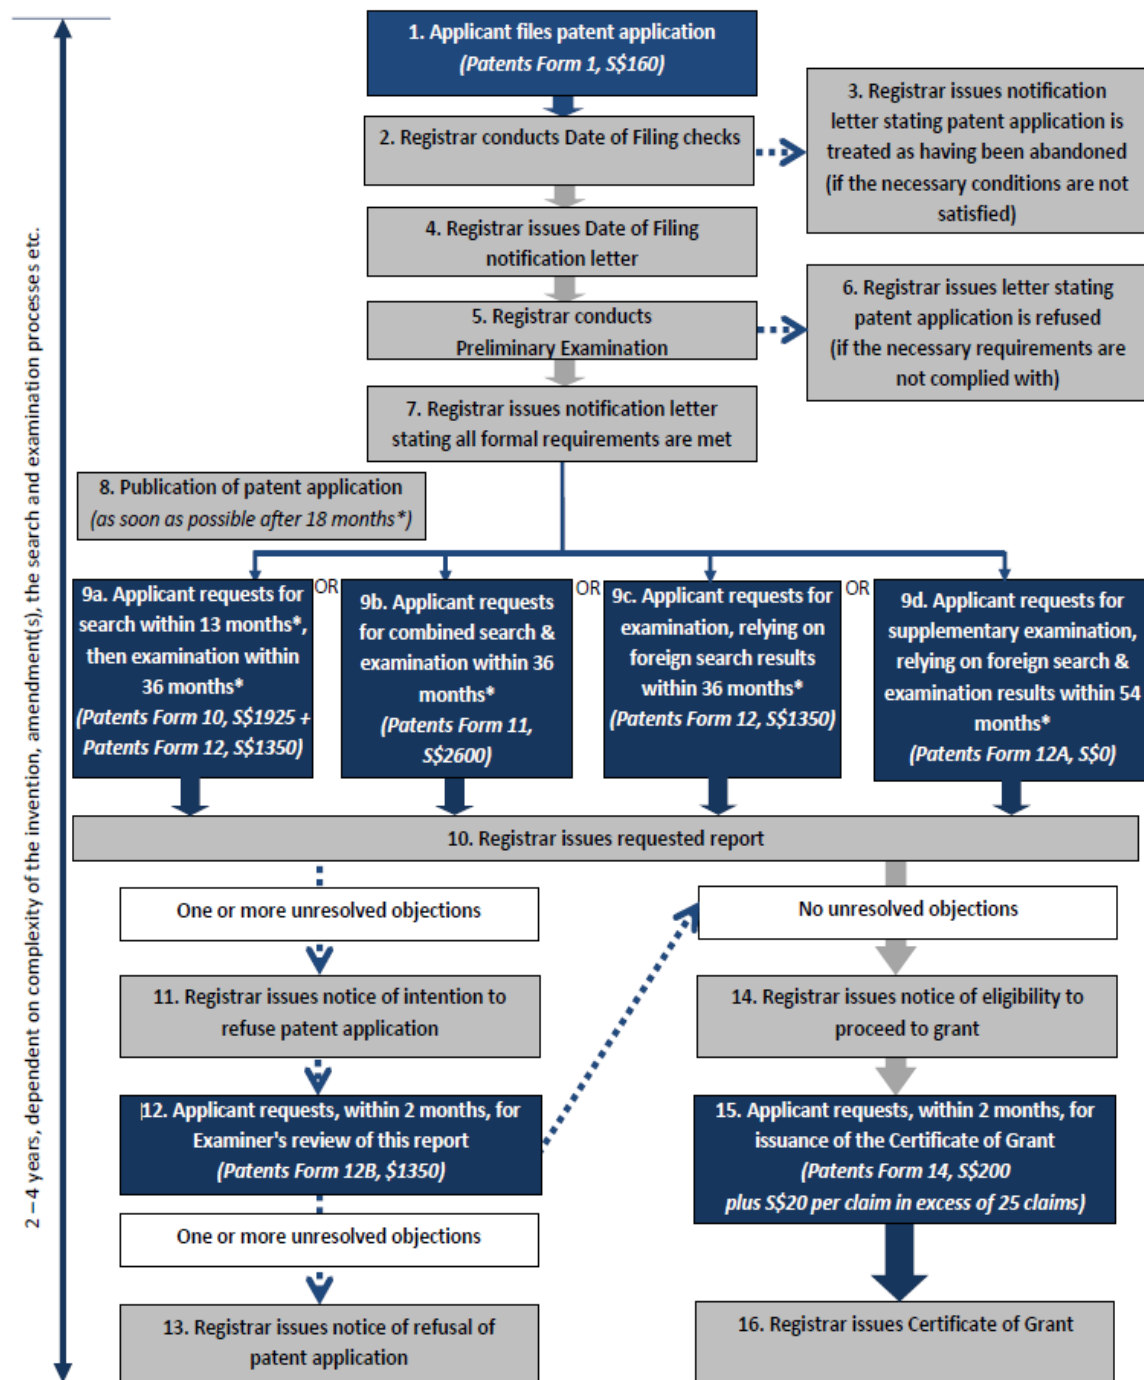 1. Applicant files patent application
(Patents Form 1, S$160)
2. Registrar conducts Date of Filing checks
3. Registrar issues notification
letter stating patent application is
treated as having been abandoned
(if the necessary conditions are not
satisfied)
4. Registrar issues Date of Filing
notification letter
5. Registrar conducts
Preliminary Examination
6. Registrar issues letter stating
patent application is refused
(if the necessary requirements are
not complied with)
7. Registrar issues notification letter
stating all formal requirements are met
8. Publication of patent application
(as soon as possible after 18 months*)
9a. Applicant requests for
search within 13 months*,
then examination within
36 months*
(Patents Form 10, S$1925 +
Patents Form 12, S$1350)
OR
9b. Applicant requests
for combined search &
examination within 36
months*
(Patents Form 11,
S$2600)
OR
9c. Applicant requests for
examination, relying on
foreign search results
within 36 months*
(Patents Form 12, S$1350)
OR
9d. Applicant requests for
supplementary examination,
relying on foreign search &
examination results within 54
months*
(Patents Form 12A, S$0)
10. Registrar issues requested report
One or more unresolved objections
No unresolved objections
11. Registrar issues notice of intention to
refuse patent application
14. Registrar issues notice of eligibility to
proceed to grant
12. Applicant requests, within 2 months, for
Examiner's review of this report
(Patents Form 12B, $1350)
15. Applicant requests, within 2 months, for
issuance of the Certificate of Grant
(Patents Form 14, S$200
plus S$20 per claim in excess of 25 claims)
One or more unresolved objections
13. Registrar issues notice of refusal of
patent application
16. Registrar issues Certificate of Grant
2 – 4 years, dependent on complexity of the invention, amendment(s), the search and examination processes etc.